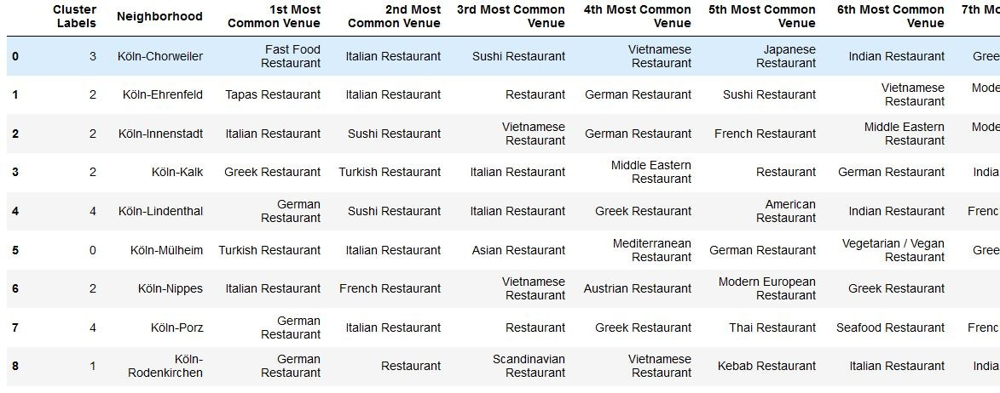 Cluster Labels Neighborhood 1st Most Common Venue 2nd Most Common Venue 3rd Most Common Venue 4th Most Common Venue 5th Most Common Venue 6th Most Common Venue 7th Mo
0 3 Köln-Chorweiler Fast Food Restaurant Italian Restaurant Sushi Restaurant Vietnamese Restaurant Japanese Restaurant Indian Restaurant Gree
1 2 Köln-Ehrenfeld Tapas Restaurant Italian Restaurant Restaurant German Restaurant Sushi Restaurant Vietnamese Restaurant Mode
2 2 Köln-Innenstadt Italian Restaurant Sushi Restaurant Vietnamese Restaurant German Restaurant French Restaurant Middle Eastern Restaurant Mode
3 2 Köln-Kalk Greek Restaurant Turkish Restaurant Italian Restaurant Middle Eastern Restaurant Restaurant German Restaurant India
4 4 Köln-Lindenthal German Restaurant Sushi Restaurant Italian Restaurant Greek Restaurant American Restaurant Indian Restaurant Frenc
5 0 Köln-Mülheim Turkish Restaurant Italian Restaurant Asian Restaurant Mediterranean Restaurant German Restaurant Vegetarian / Vegan Restaurant Gree
6 2 Köln-Nippes Italian Restaurant French Restaurant Vietnamese Restaurant Austrian Restaurant Modern European Restaurant Greek Restaurant
7 4 Köln-Porz German Restaurant Italian Restaurant Restaurant Greek Restaurant Thai Restaurant Seafood Restaurant Frenc
8 1 Köln-Rodenkirchen German Restaurant Restaurant Scandinavian Restaurant Vietnamese Restaurant Kebab Restaurant Italian Restaurant India